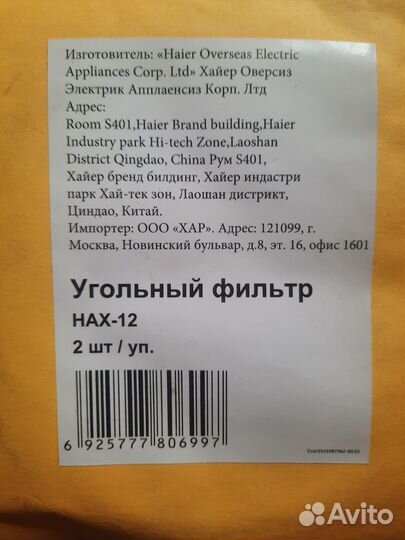 Изготовитель: «Haier Overseas Electric
Appliances Corp. Ltd» Хайер Оверсиз
Электрик Апплаенсиз Корп. Лтд
Адрес:
Room S401,Haier Brand building,Haier
Industry park Hi-tech Zone,Laoshan
District Qingdao, China Рум S401,
Хайер бренд билдинг, Хайер индастри
парк Хай-тек зон, Лаошан дистрикт,
Циндао, Китай.
Импортер: ООО «ХАР». Адрес: 121099, г.
Москва, Новинский бульвар, д.8, эт. 16, офис 1601
Угольный фильтр
HAX-12
2 шт / уп.
6 925777 806997
Avito